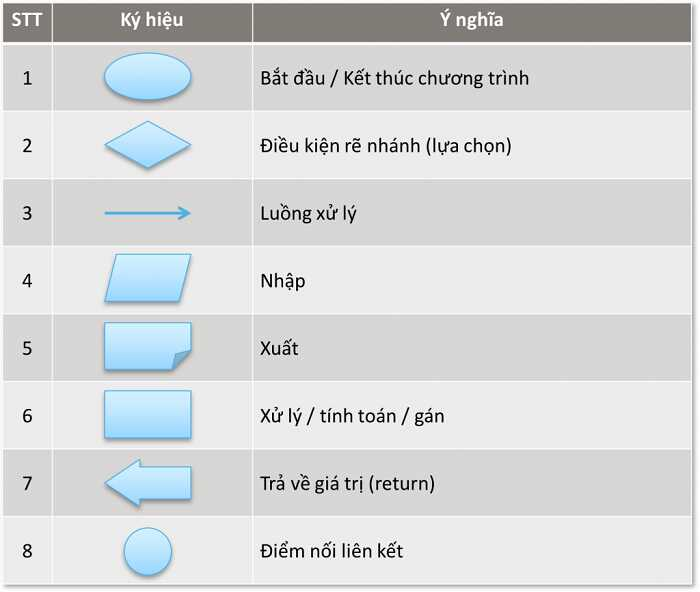 STT Ký hiệu Ý nghĩa
1 Bắt đầu / Kết thúc chương trình
2 Điều kiện rẽ nhánh (lựa chọn)
3 Luồng xử lý
4 Nhập
5 Xuất
6 Xử lý / tính toán / gán
7 Trả về giá trị (return)
8 Điểm nối liên kết